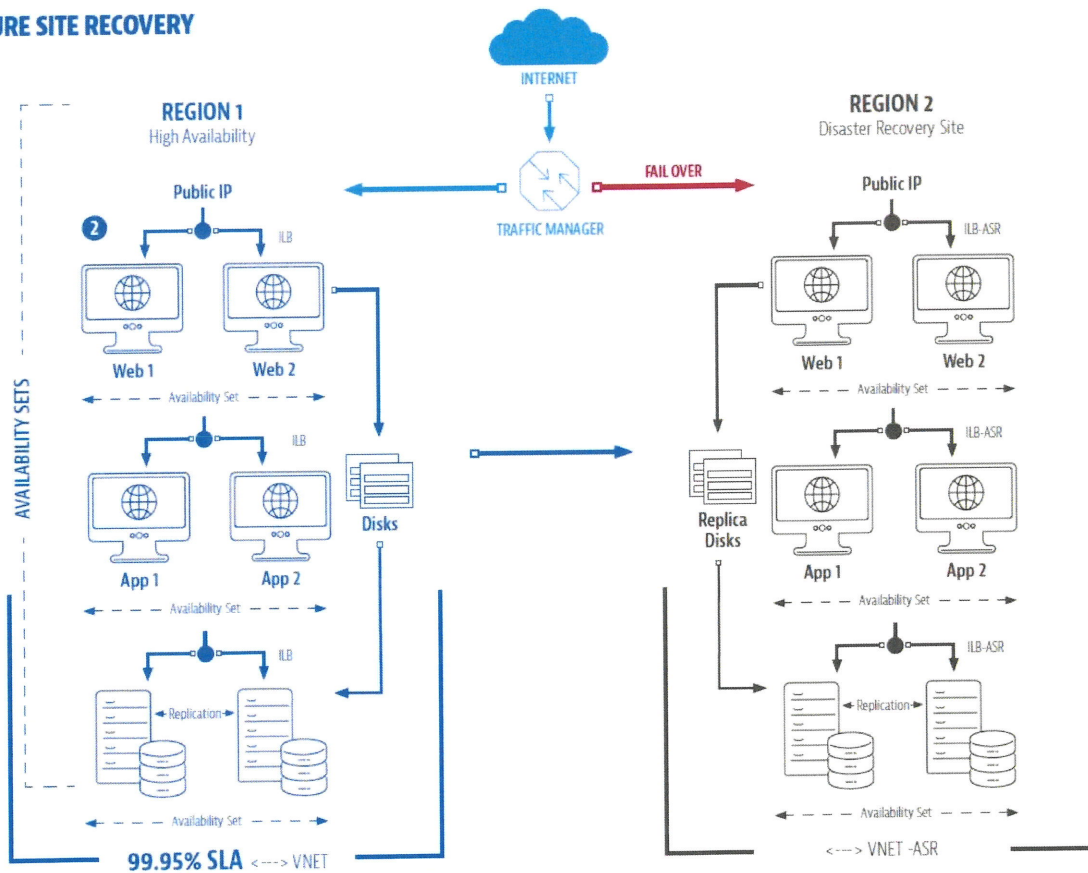 URE SITE RECOVERY
INTERNET
REGION 1
High Availability
REGION 2
Disaster Recovery Site
FAIL OVER
TRAFFIC MANAGER
Public IP
2
ILB
Web 1
Web 2
Availability Set
ILB
App 1
App 2
Availability Set
ILB
Replication
Availability Set
AVAILABILITY SETS
Disks
99.95% SLA <---> VNET
Public IP
ILB-ASR
Web 1
Web 2
Availability Set
ILB-ASR
Replica
Disks
App 1
App 2
Availability Set
ILB-ASR
Replication
Availability Set
<---> VNET -ASR